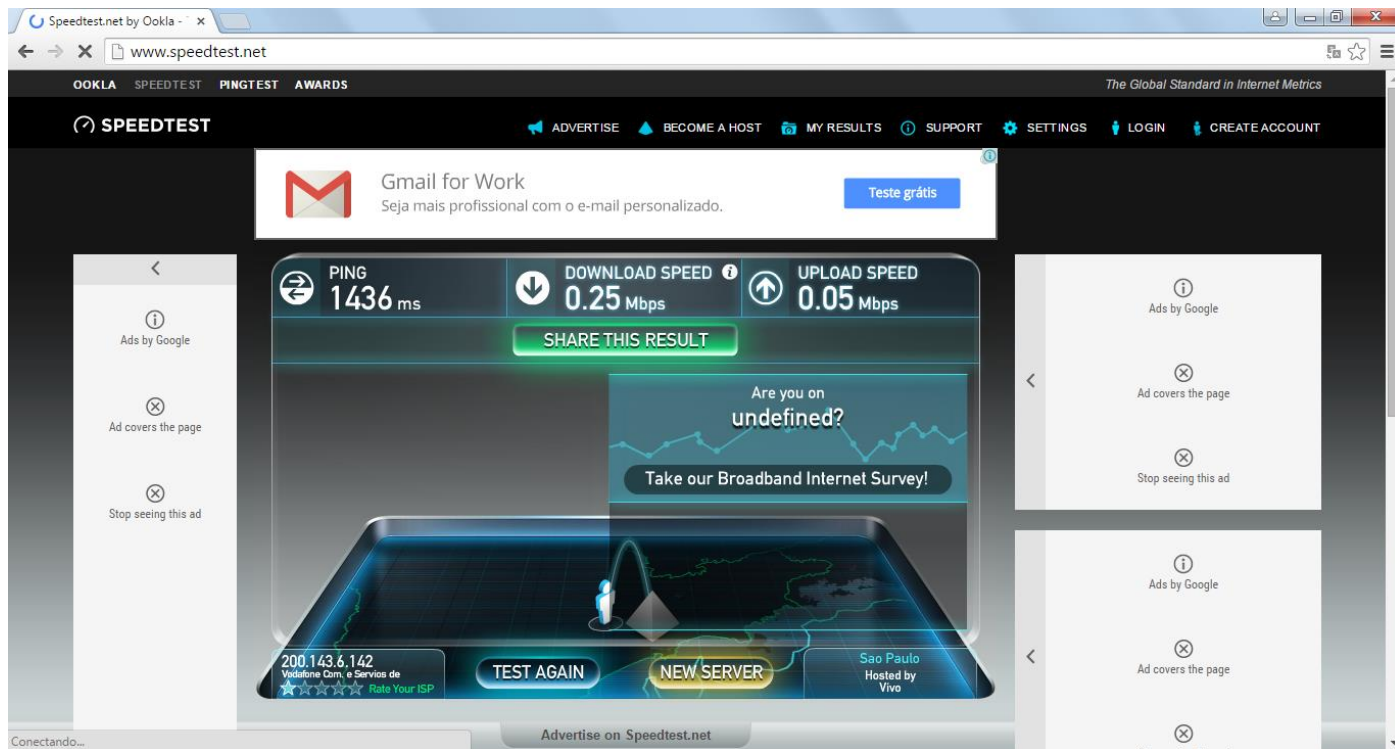 Speedtest.net by Ookla -
www.speedtest.net
OOKLA SPEEDTEST PINGTEST AWARDS
The Global Standard in Internet Metrics
SPEEDTEST
ADVERTISE BECOME A HOST MY RESULTS SUPPORT SETTINGS LOGIN CREATE ACCOUNT
Gmail for Work
Seja mais profissional com o e-mail personalizado.
Teste grátis
PING
1436 ms
DOWNLOAD SPEED
0.25 Mbps
UPLOAD SPEED
0.05 Mbps
SHARE THIS RESULT
Are you on
undefined?
Take our Broadband Internet Survey!
200.143.6.142
Vodafone Com. e Servios de
Rate Your ISP
TEST AGAIN
NEW SERVER
Sao Paulo
Hosted by
Vivo
Ads by Google
Ad covers the page
Stop seeing this ad
Ads by Google
Ad covers the page
Stop seeing this ad
Ads by Google
Ad covers the page
Advertise on Speedtest.net
Conectando...